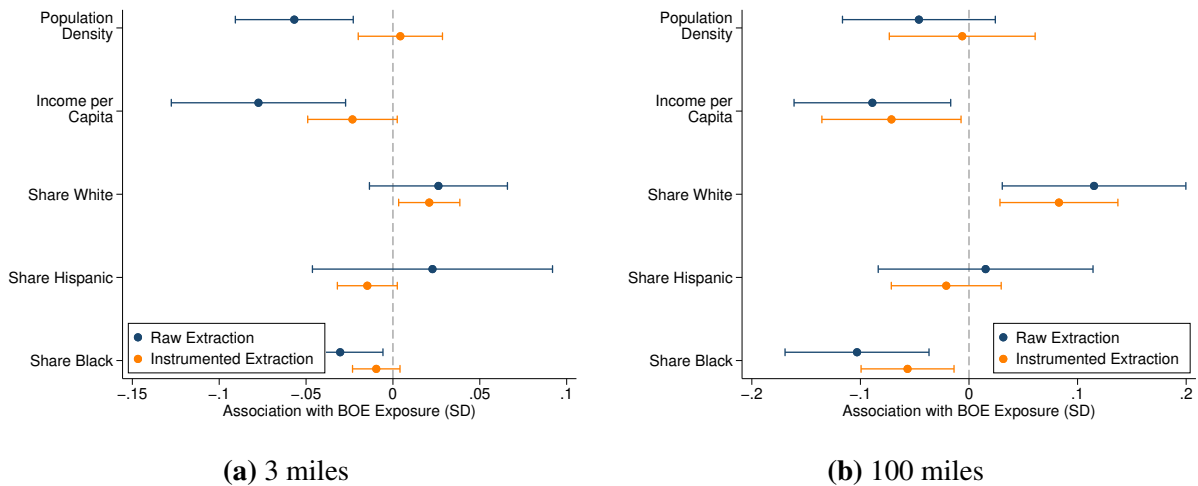 Population
Density
Income per
Capita
Share White
Share Hispanic
Share Black
Raw Extraction
Instrumented Extraction
−.15 −.1 −.05 0 .05 .1
Association with BOE Exposure (SD)
(a) 3 miles
Population
Density
Income per
Capita
Share White
Share Hispanic
Share Black
Raw Extraction
Instrumented Extraction
−.2 −.1 0 .1 .2
Association with BOE Exposure (SD)
(b) 100 miles